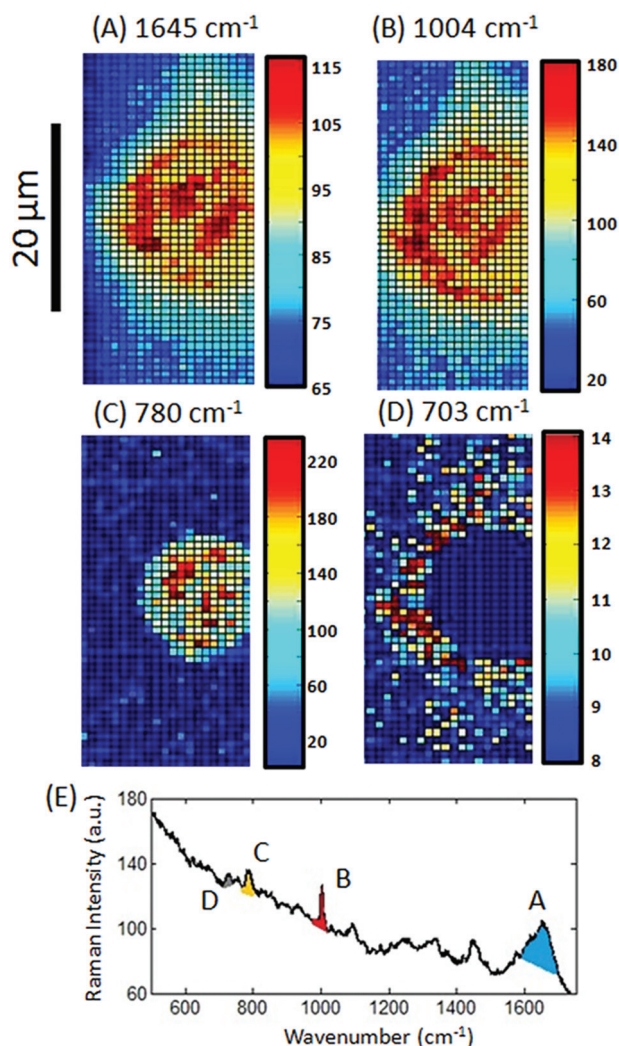 (A) 1645 cm⁻¹
(B) 1004 cm⁻¹
20 µm
115
105
95
85
75
65
180
140
100
60
20
(C) 780 cm⁻¹
(D) 703 cm⁻¹
220
180
140
100
60
20
14
13
12
11
10
9
8
(E)
Raman Intensity (a.u.)
180
140
100
60
D
C
B
A
600 800 1000 1200 1400 1600
Wavenumber (cm⁻¹)